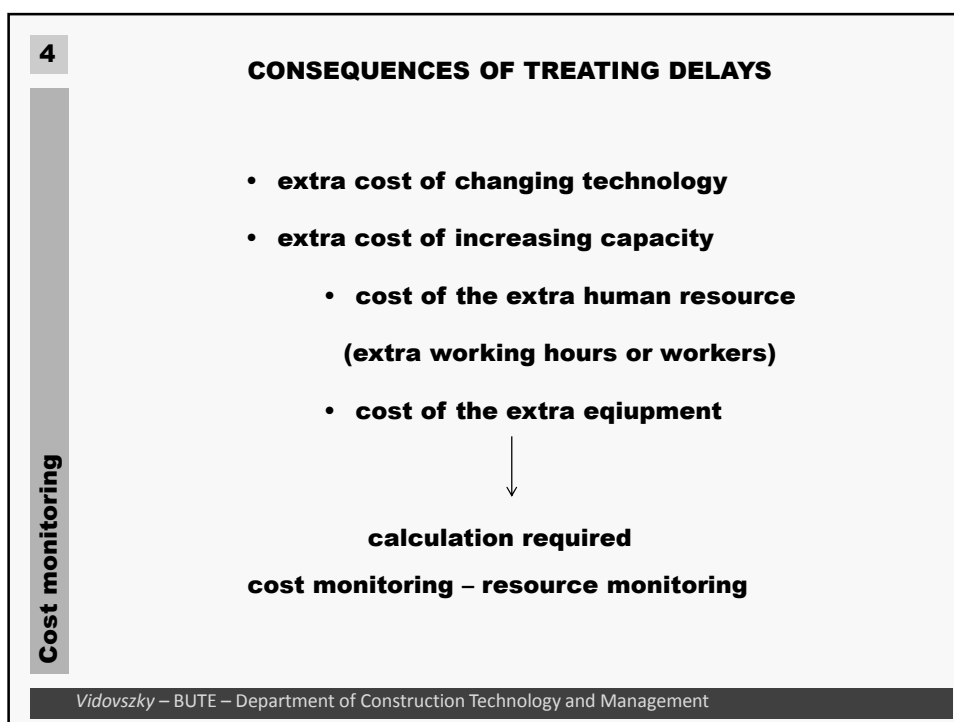 4
CONSEQUENCES OF TREATING DELAYS
• extra cost of changing technology
• extra cost of increasing capacity
• cost of the extra human resource
(extra working hours or workers)
• cost of the extra eqiupment
calculation required
cost monitoring – resource monitoring
Cost monitoring
Vidovszky – BUTE – Department of Construction Technology and Management